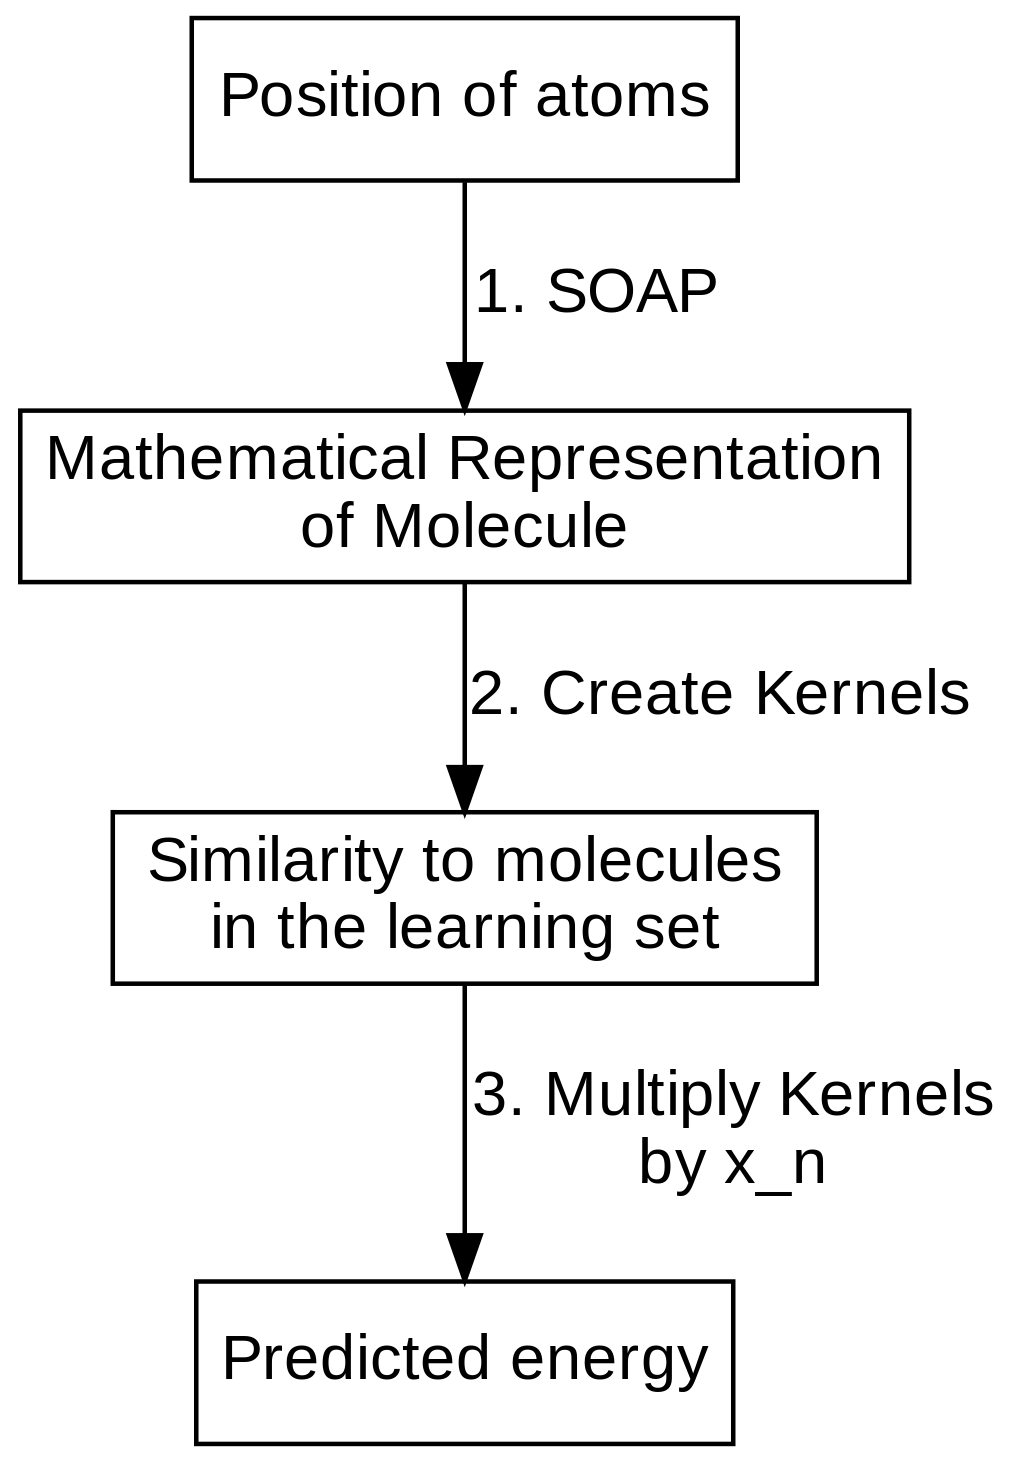 Position of atoms
1. SOAP
Mathematical Representation
of Molecule
2. Create Kernels
Similarity to molecules
in the learning set
3. Multiply Kernels
by x_n
Predicted energy